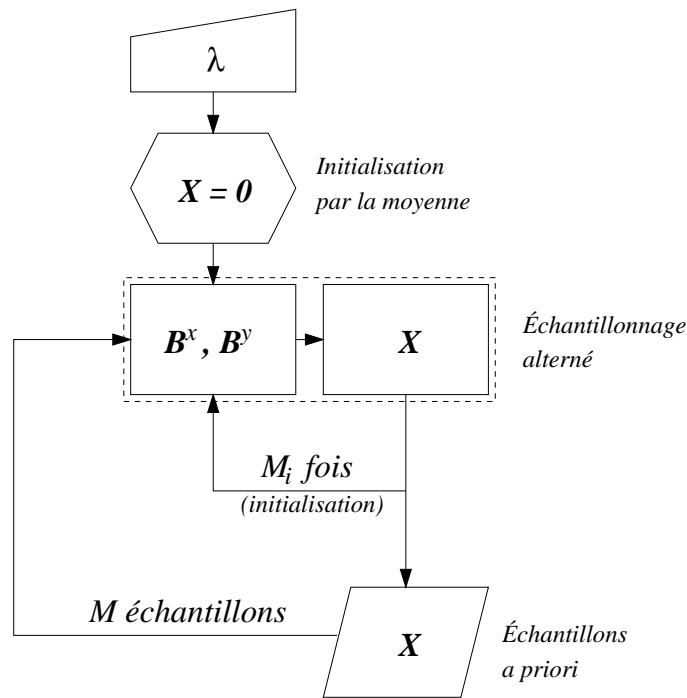 λ
X = 0
Initialisation
par la moyenne
B^x , B^y
X
Échantillonnage
alterné
M_i fois
(initialisation)
M échantillons
X
Échantillons
a priori